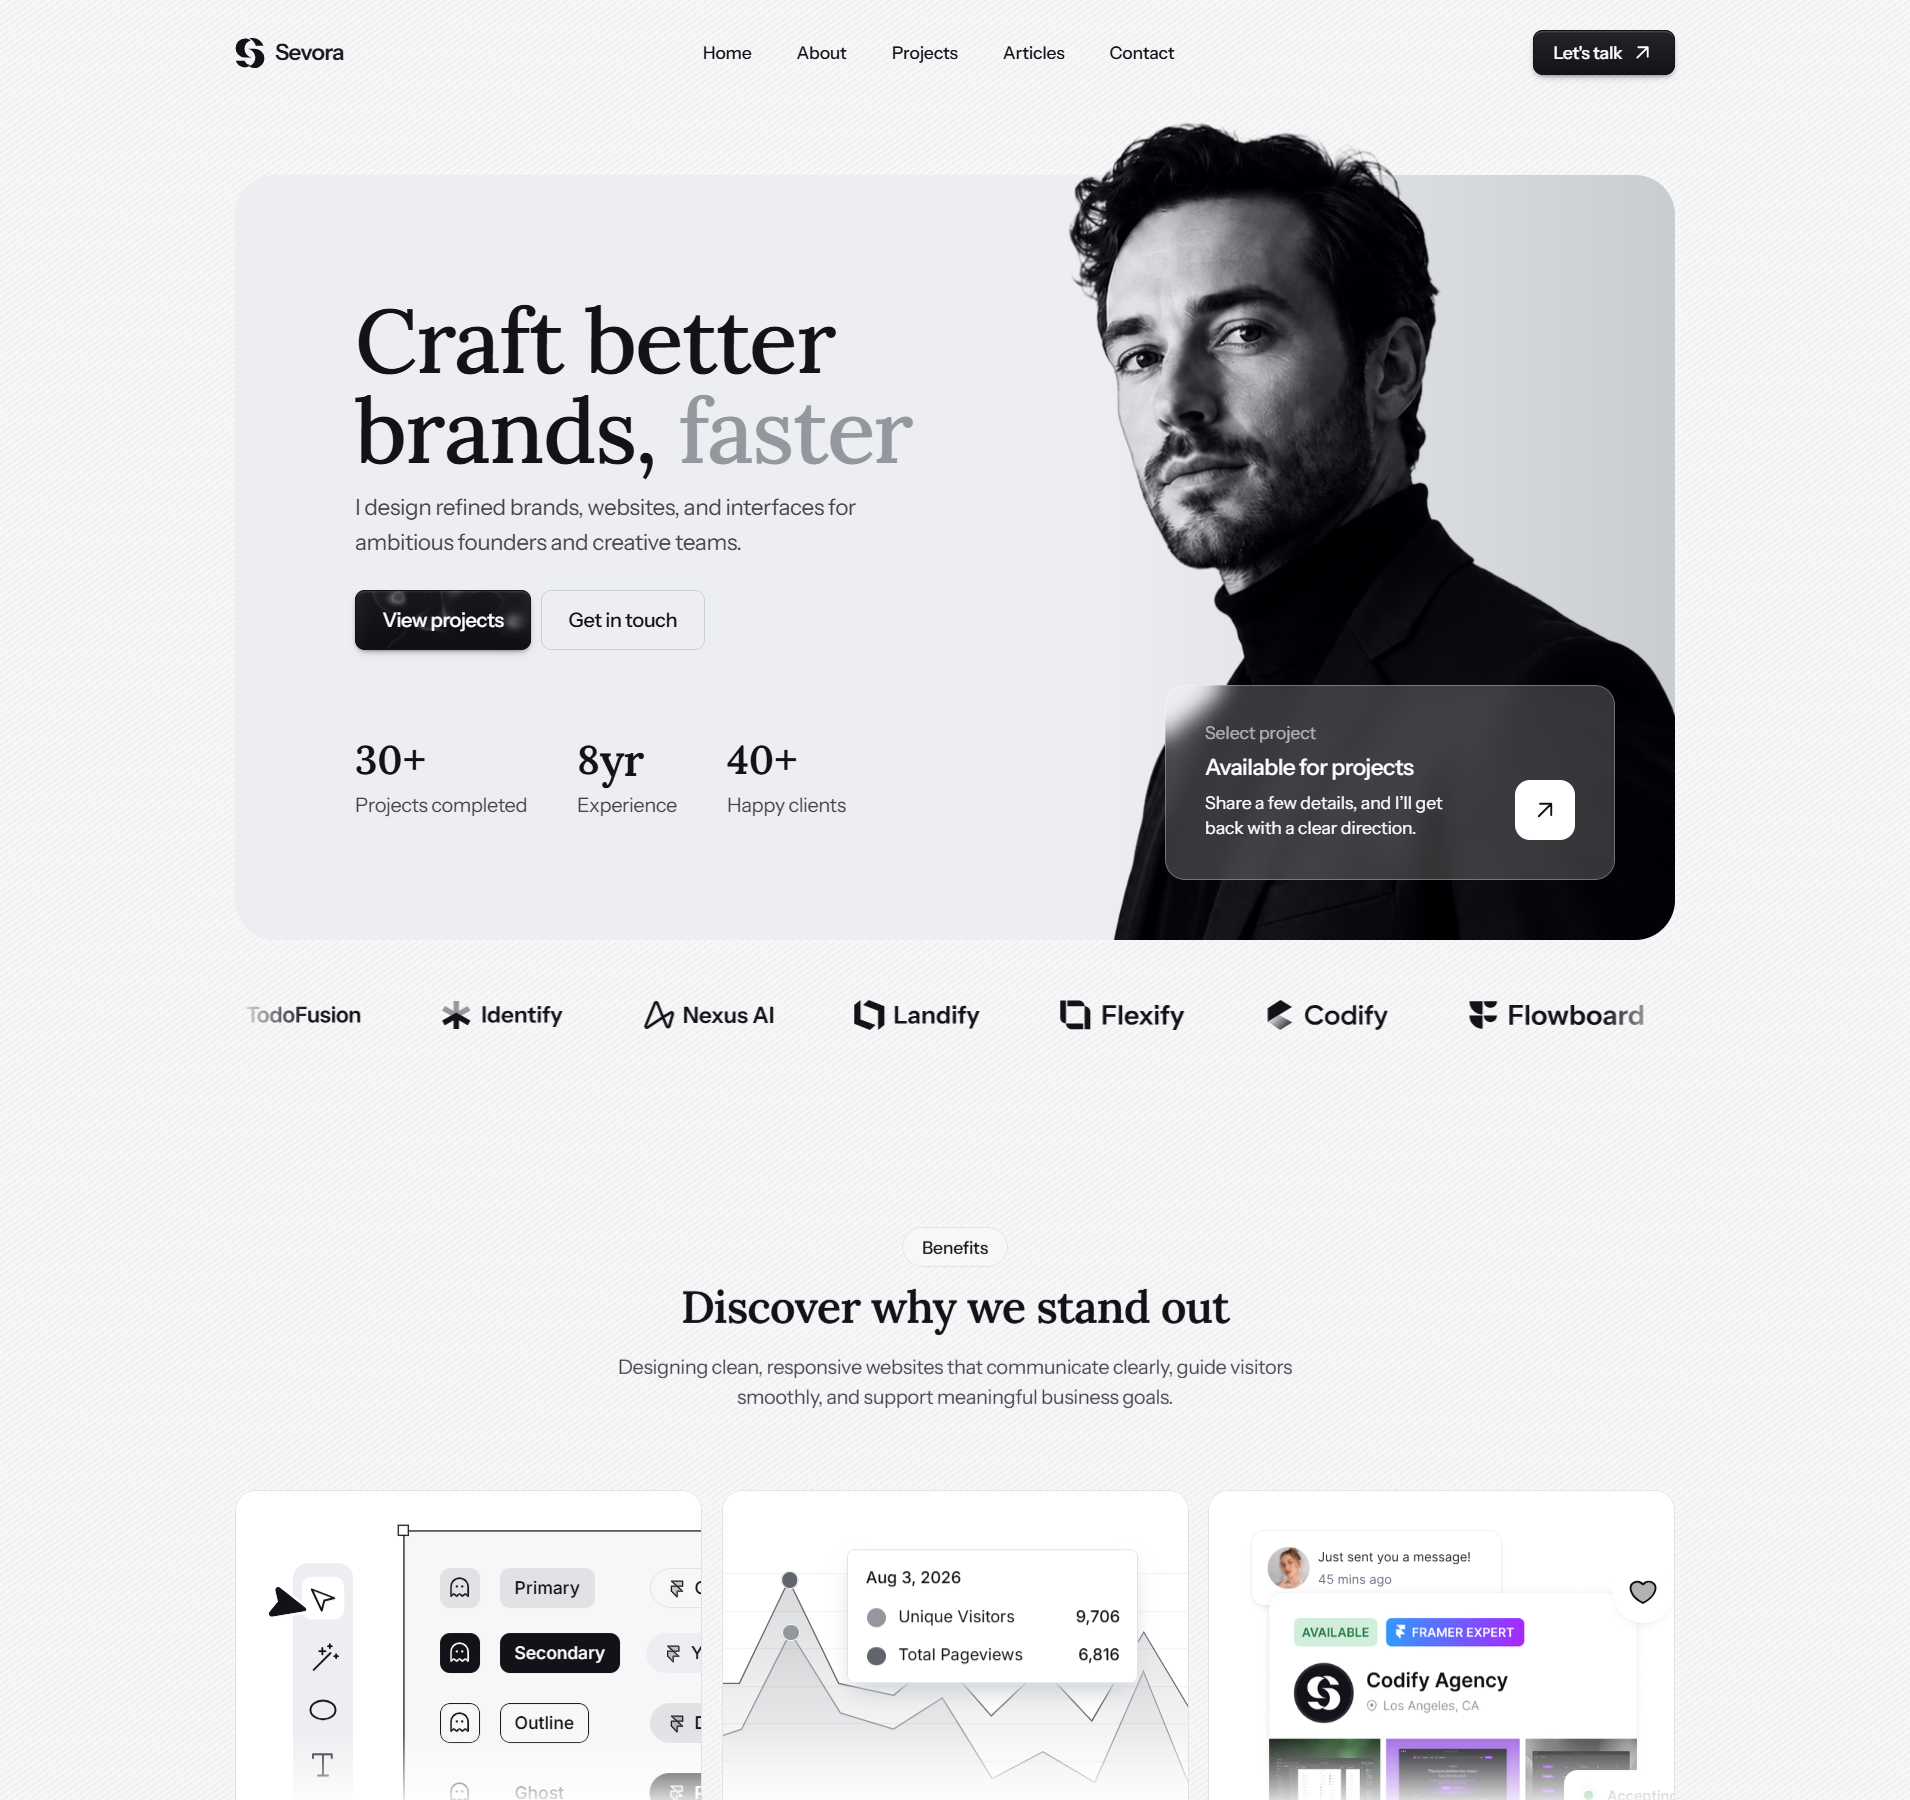 Sevora
Home
About
Projects
Articles
Contact
Let's talk
Craft better
brands, faster
I design refined brands, websites, and interfaces for
ambitious founders and creative teams.
View projects
Get in touch
30+
Projects completed
8yr
Experience
40+
Happy clients
Select project
Available for projects
Share a few details, and I'll get
back with a clear direction.
TodoFusion
Identify
Nexus AI
Landify
Flexify
Codify
Flowboard
Benefits
Discover why we stand out
Designing clean, responsive websites that communicate clearly, guide visitors
smoothly, and support meaningful business goals.
Primary
Secondary
Outline
Ghost
T
Aug 3, 2026
Unique Visitors 9,706
Total Pageviews 6,816
Just sent you a message!
45 mins ago
AVAILABLE
FRAMER EXPERT
Codify Agency
Los Angeles, CA
Accepting